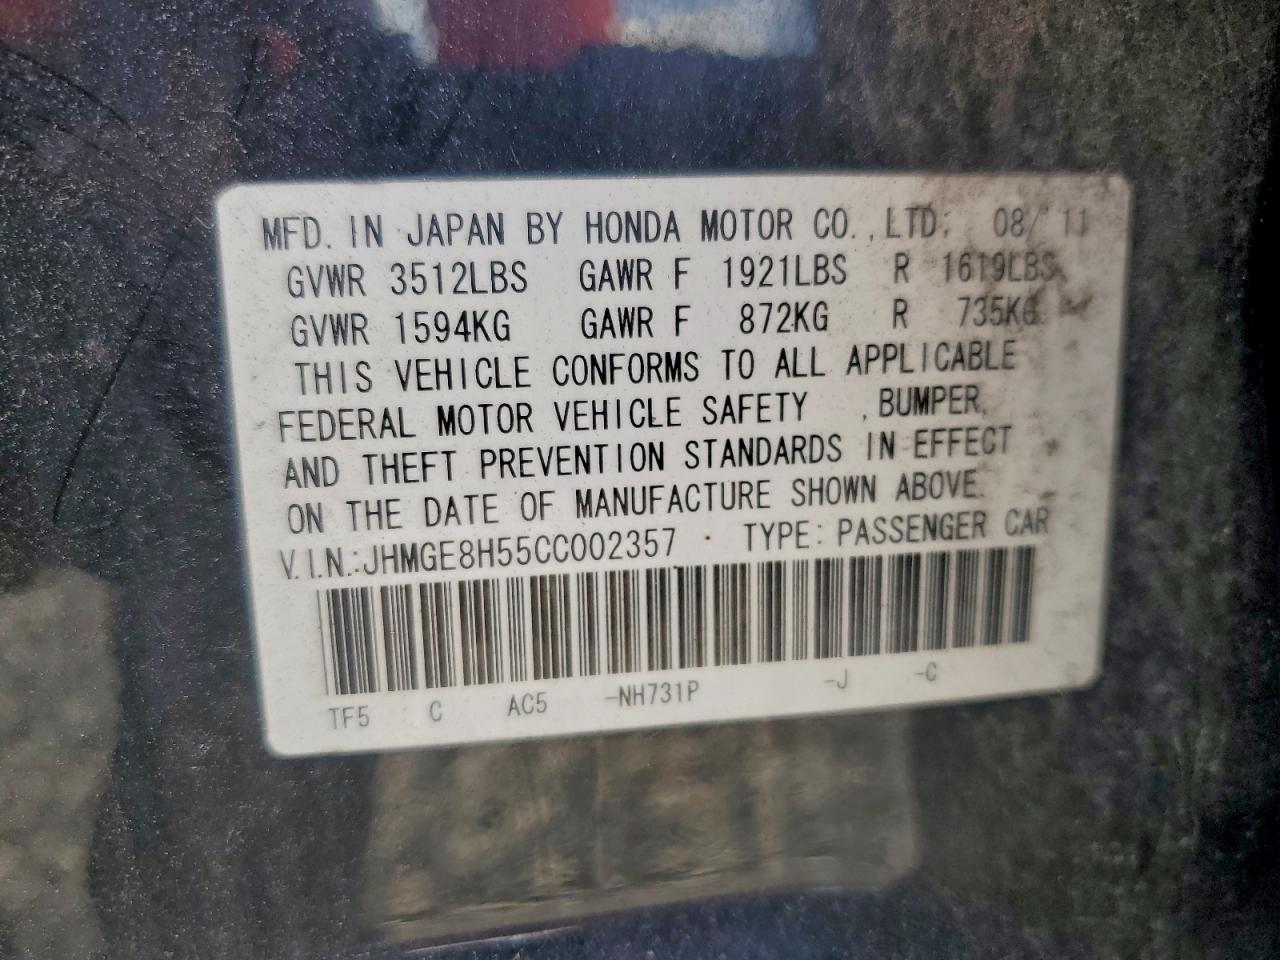 MFD. IN JAPAN BY HONDA MOTOR CO., LTD. 08/ 11
GVWR 3512LBS GAWR F 1921LBS R 1619LBS
GVWR 1594KG GAWR F 872KG R 735KG
THIS VEHICLE CONFORMS TO ALL APPLICABLE
FEDERAL MOTOR VEHICLE SAFETY , BUMPER,
AND THEFT PREVENTION STANDARDS IN EFFECT
ON THE DATE OF MANUFACTURE SHOWN ABOVE.
V.I.N.:JHMGE8H55CC002357 · TYPE: PASSENGER CAR
TF5 C AC5 -NH731P -J -C